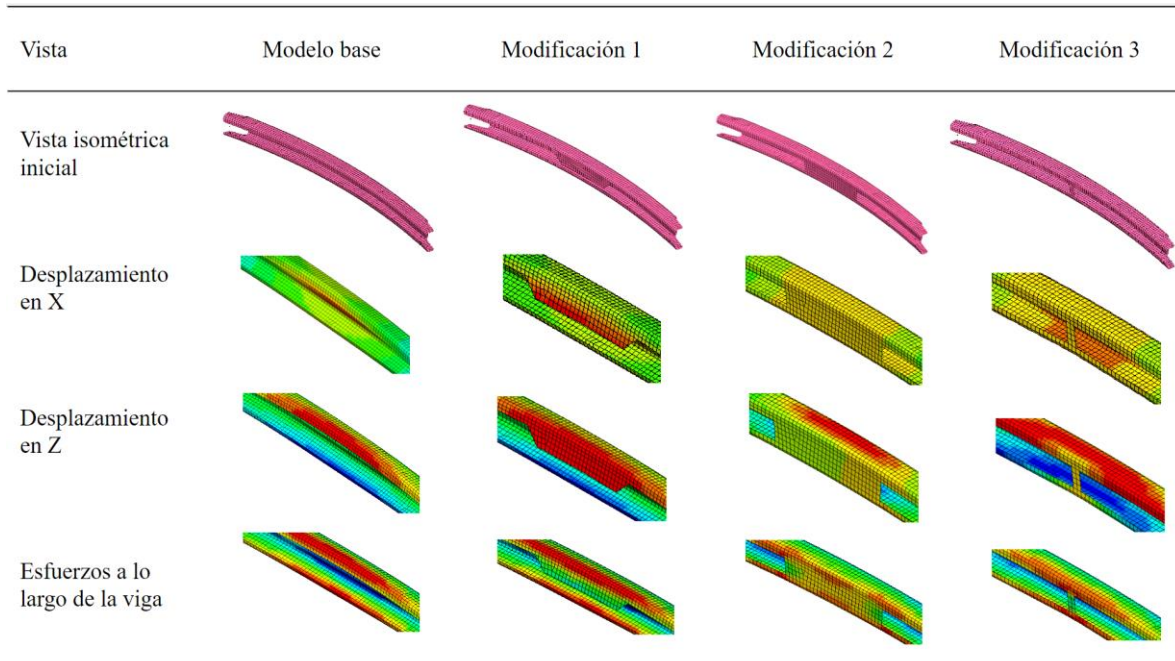 Vista Modelo base Modificación 1 Modificación 2 Modificación 3
Vista isométrica
inicial
Desplazamiento
en X
Desplazamiento
en Z
Esfuerzos a lo
largo de la viga